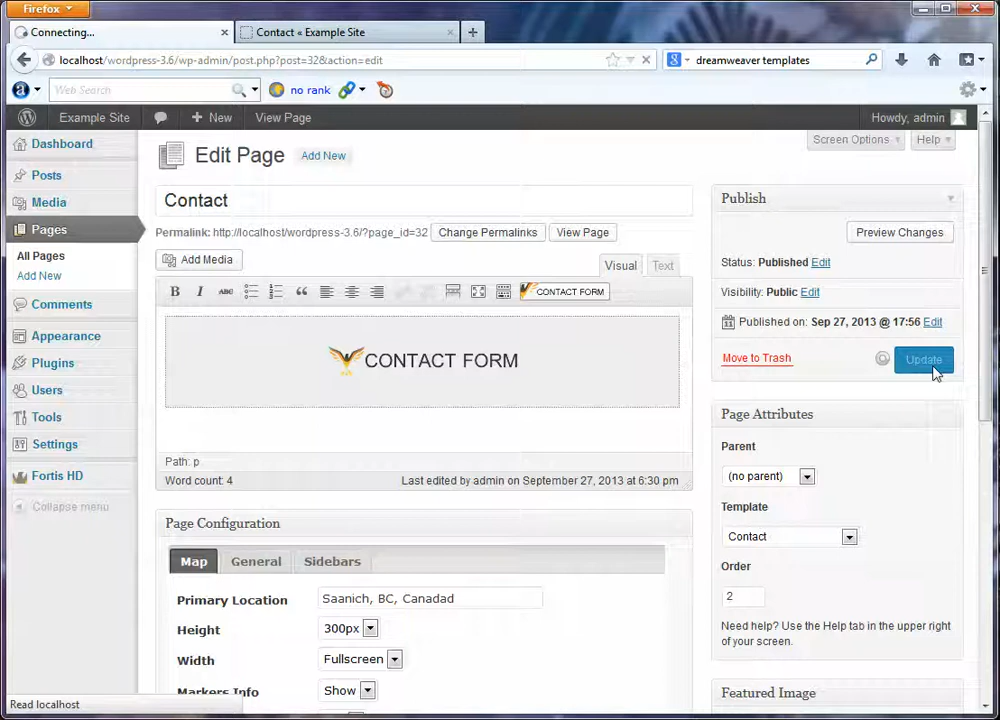 Firefox
Connecting...
Contact « Example Site
localhost/wordpress-3.6/wp-admin/post.php?post=32&action=edit
dreamweaver templates
Web Search
no rank
Example Site
New
View Page
Howdy, admin
Screen Options
Help
Dashboard
Posts
Media
Pages
All Pages
Add New
Comments
Appearance
Plugins
Users
Tools
Settings
Fortis HD
Collapse menu
Edit Page
Add New
Contact
Permalink: http://localhost/wordpress-3.6/?page_id=32
Change Permalinks
View Page
Add Media
Visual
Text
B
I
ABC
CONTACT FORM
CONTACT FORM
Path: p
Word count: 4
Last edited by admin on September 27, 2013 at 6:30 pm
Page Configuration
Map
General
Sidebars
Primary Location
Saanich, BC, Canadad
Height
300px
Width
Fullscreen
Markers Info
Show
Publish
Preview Changes
Status: Published Edit
Visibility: Public Edit
Published on: Sep 27, 2013 @ 17:56 Edit
Move to Trash
Update
Page Attributes
Parent
(no parent)
Template
Contact
Order
2
Need help? Use the Help tab in the upper right
of your screen.
Featured Image
Read localhost